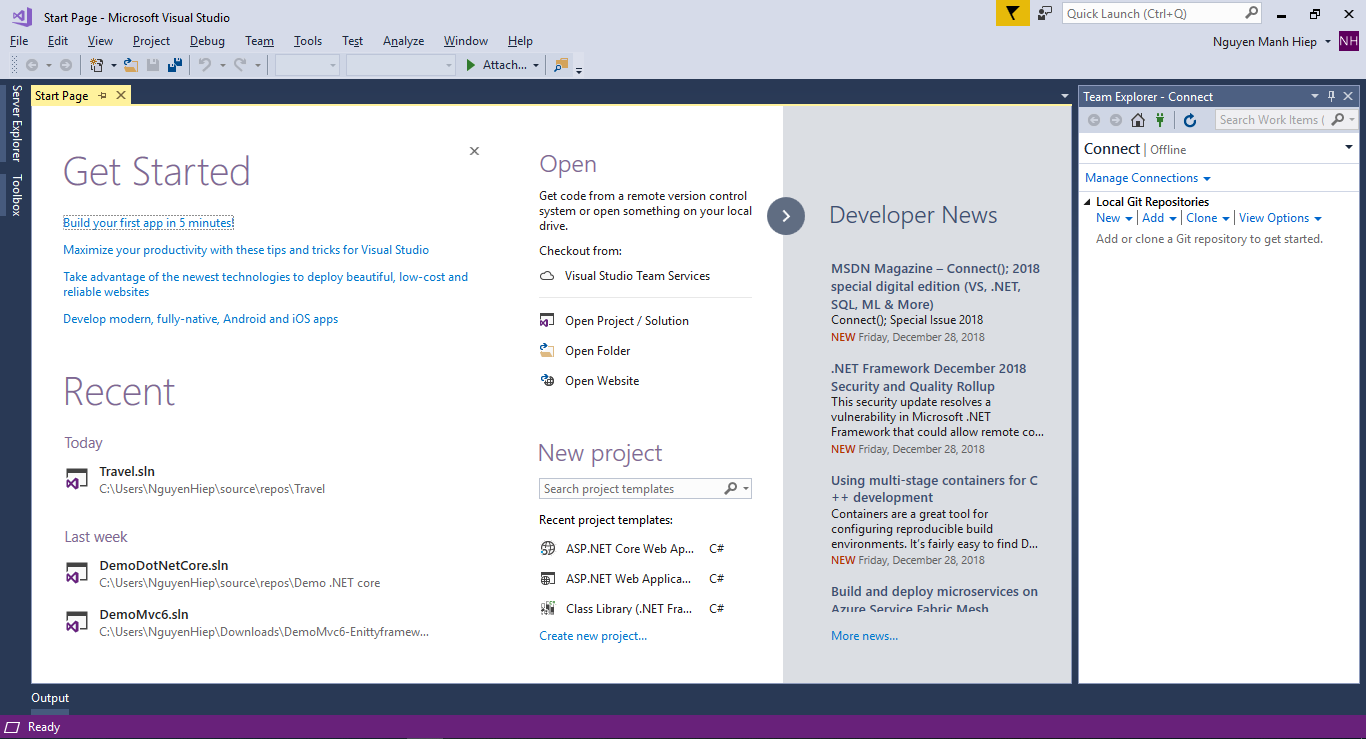 Start Page - Microsoft Visual Studio
Quick Launch (Ctrl+Q)
File Edit View Project Debug Team Tools Test Analyze Window Help
Nguyen Manh Hiep NH
Attach...
Server Explorer
Toolbox
Start Page
Get Started
Build your first app in 5 minutes!
Maximize your productivity with these tips and tricks for Visual Studio
Take advantage of the newest technologies to deploy beautiful, low-cost and
reliable websites
Develop modern, fully-native, Android and iOS apps
Recent
Today
Travel.sln
C:\Users\NguyenHiep\source\repos\Travel
Last week
DemoDotNetCore.sln
C:\Users\NguyenHiep\source\repos\Demo .NET core
DemoMvc6.sln
C:\Users\NguyenHiep\Downloads\DemoMvc6-Enittyframew...
Open
Get code from a remote version control
system or open something on your local
drive.
Checkout from:
Visual Studio Team Services
Open Project / Solution
Open Folder
Open Website
New project
Search project templates
Recent project templates:
ASP.NET Core Web Ap... C#
ASP.NET Web Applica... C#
Class Library (.NET Fra... C#
Create new project...
Developer News
MSDN Magazine – Connect(); 2018
special digital edition (VS, .NET,
SQL, ML & More)
Connect(); Special Issue 2018
NEW Friday, December 28, 2018
.NET Framework December 2018
Security and Quality Rollup
This security update resolves a
vulnerability in Microsoft .NET
Framework that could allow remote co...
NEW Friday, December 28, 2018
Using multi-stage containers for C
++ development
Containers are a great tool for
configuring reproducible build
environments. It's fairly easy to find D...
NEW Friday, December 28, 2018
Build and deploy microservices on
Azure Service Fabric Mesh
More news...
Team Explorer - Connect
Search Work Items (
Connect | Offline
Manage Connections
Local Git Repositories
New | Add | Clone | View Options
Add or clone a Git repository to get started.
Output
Ready